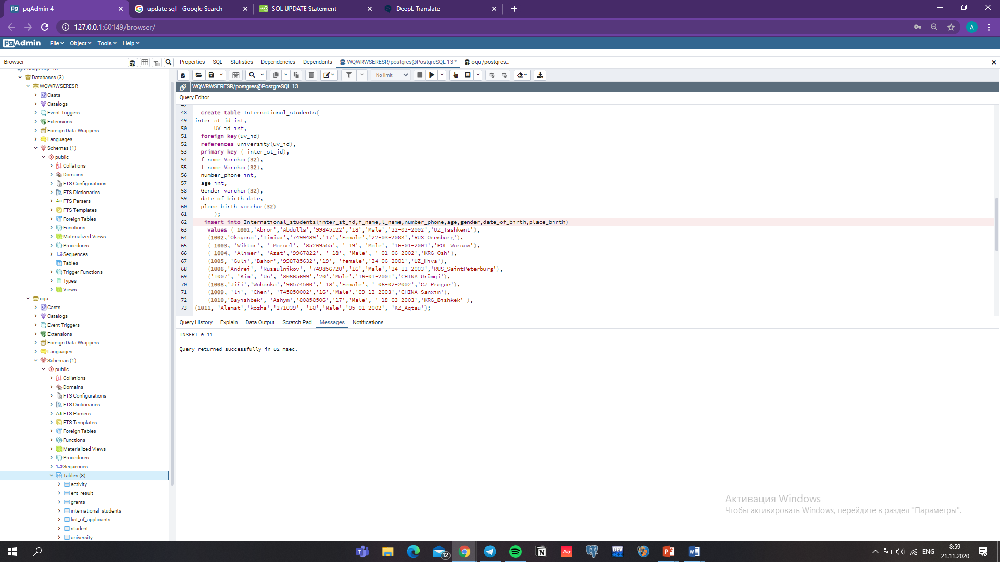 pgAdmin 4
update sql - Google Search
SQL UPDATE Statement
DeepL Translate
127.0.0.1:60149/browser/
A
pgAdmin
File
Object
Tools
Help
Browser
Properties
SQL
Statistics
Dependencies
Dependents
WQWRWSERESR/postgres@PostgreSQL 13 *
oqu /postgres...
No limit
WQWRWSERESR/postgres@PostgreSQL 13
Query Editor
PostgreSQL 13
Databases (3)
WQWRWSERESR
Casts
Catalogs
Event Triggers
Extensions
Foreign Data Wrappers
Languages
Schemas (1)
public
Collations
Domains
FTS Configurations
FTS Dictionaries
FTS Parsers
FTS Templates
Foreign Tables
Functions
Materialized Views
Procedures
Sequences
Tables
Trigger Functions
Types
Views
oqu
Casts
Catalogs
Event Triggers
Extensions
Foreign Data Wrappers
Languages
Schemas (1)
public
Collations
Domains
FTS Configurations
FTS Dictionaries
FTS Parsers
FTS Templates
Foreign Tables
Functions
Materialized Views
Procedures
Sequences
Tables (8)
activity
ent_result
grants
international_students
list_of_applicants
student
university
47
48 create table International_students(
49 inter_st_id int,
50 UV_id int,
51 foreign key(uv_id)
52 references university(uv_id),
53 primary key ( inter_st_id),
54 f_name Varchar(32),
55 l_name Varchar(32),
56 number_phone int,
57 age int,
58 Gender varchar(32),
59 date_of_birth date,
60 place_birth varchar(32)
61 );
62 insert into International_students(inter_st_id,f_name,l_name,number_phone,age,gender,date_of_birth,place_birth)
63 values ( 1001,'Abror','Abdulla','99845122','18','Male','22-02-2002','UZ_Tashkent'),
64 (1002,'Oksyana','Timiux','7499489','17','Female','22-03-2003','RUS_Orenburg'),
65 ( 1003, 'Wiktor', ' Marsel', '85269555', ' 19', 'Male', '16-01-2001','POL_Warsaw'),
66 ( 1004, 'Alimer', 'Azat','9967822', ' 18', 'Male', ' 01-06-2002','KRG_Osh'),
67 (1005, 'Guli','Bahor','998785632','19', 'female','24-06-2001','UZ_Hiva'),
68 (1006,'Andrei', 'Russulnikov', '749856720','16','Male','24-11-2003','RUS_SaintPeterburg'),
69 ('1007', 'Kim', 'Un', '80865699','20','Male','16-01-2001','CHINA_Ürümqi'),
70 (1008,'Jiří','Wohanka','96574500',' 18','Female', ' 06-02-2002','CZ_Prague'),
71 (1009, 'li', 'Chen', '745850002','16','Male','09-12-2003','CHINA_Sanxin'),
72 (1010,'Bayishbek', 'Ashym','80858506','17','Male', ' 18-03-2003','KRG_Bishkek' ),
73 (1011, 'Alamat','kozha','271039', '18','Male','05-01-2002', 'KZ_Aqtau');
Query History
Explain
Data Output
Scratch Pad
Messages
Notifications
INSERT 0 11
Query returned successfully in 62 msec.
Активация Windows
Чтобы активировать Windows, перейдите в раздел "Параметры".
12
ENG
8:59
21.11.2020